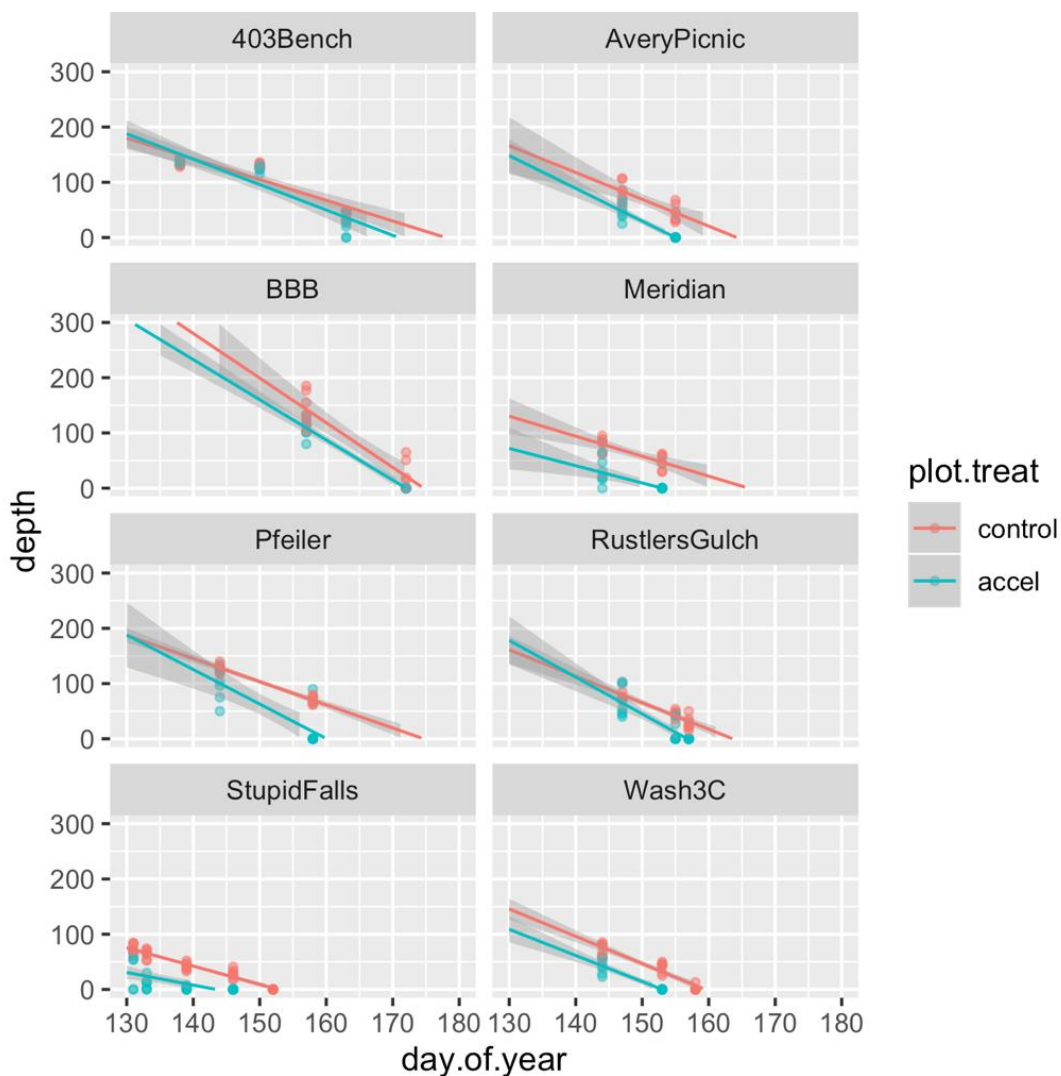 403Bench AveryPicnic
300
200
100
0
BBB Meridian
300
200
100
0
plot.treat
control
accel
depth
Pfeiler RustlersGulch
300
200
100
0
StupidFalls Wash3C
300
200
100
0
130 140 150 160 170 180 130 140 150 160 170 180
day.of.year